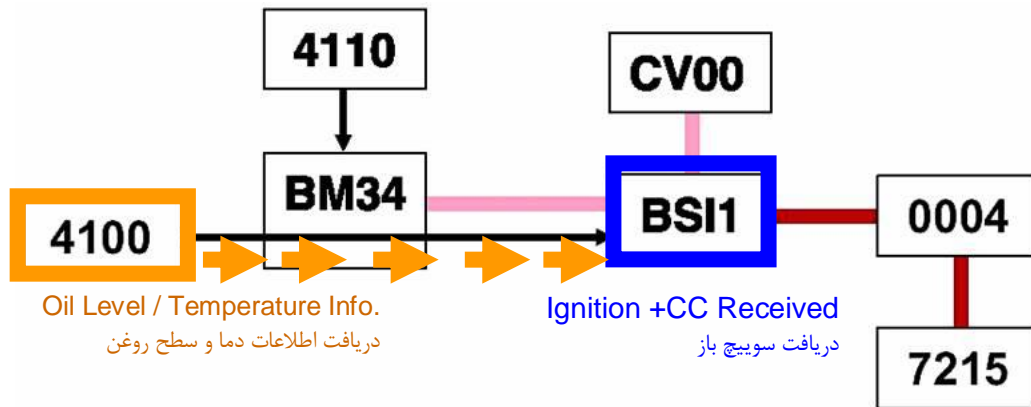 4110
CV00
BM34
BSI1
4100
0004
Oil Level / Temperature Info.
دریافت اطلاعات دما و سطح روغن
Ignition +CC Received
دریافت سوییچ باز
7215